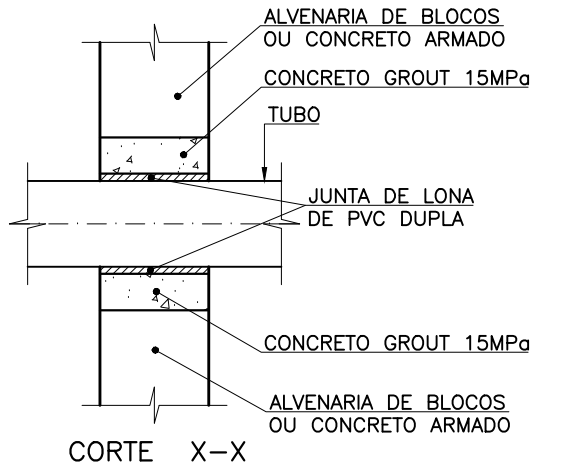 ALVENARIA DE BLOCOS
OU CONCRETO ARMADO
CONCRETO GROUT 15MPa
TUBO
JUNTA DE LONA
DE PVC DUPLA
CONCRETO GROUT 15MPa
ALVENARIA DE BLOCOS
OU CONCRETO ARMADO
CORTE X-X